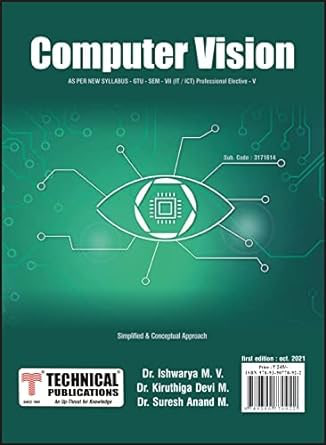 Computer Vision
AS PER NEW SYLLABUS - GTU - SEM - VII (IT / ICT) Professional Elective - V
Sub. Code : 3171614
Simplified & Conceptual Approach
first edition : oct. 2021
Dr. Ishwarya M. V.
Dr. Kiruthiga Devi M.
Dr. Suresh Anand M.
TECHNICAL
PUBLICATIONS
SINCE 1993
An Up-Thrust for Knowledge